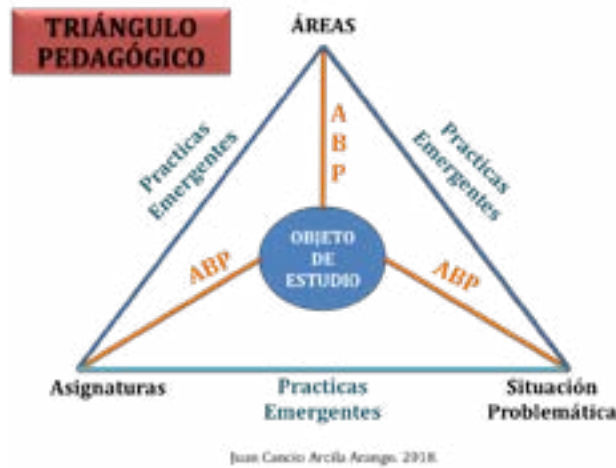 TRIÁNGULO
PEDAGÓGICO
ÁREAS
Practicas
Emergentes
A
B
P
Practicas
Emergentes
OBJETO
DE
ESTUDIO
ABP
ABP
Asignaturas
Practicas
Emergentes
Situación
Problemática
Juan Cancio Arcila Arango. 2018.